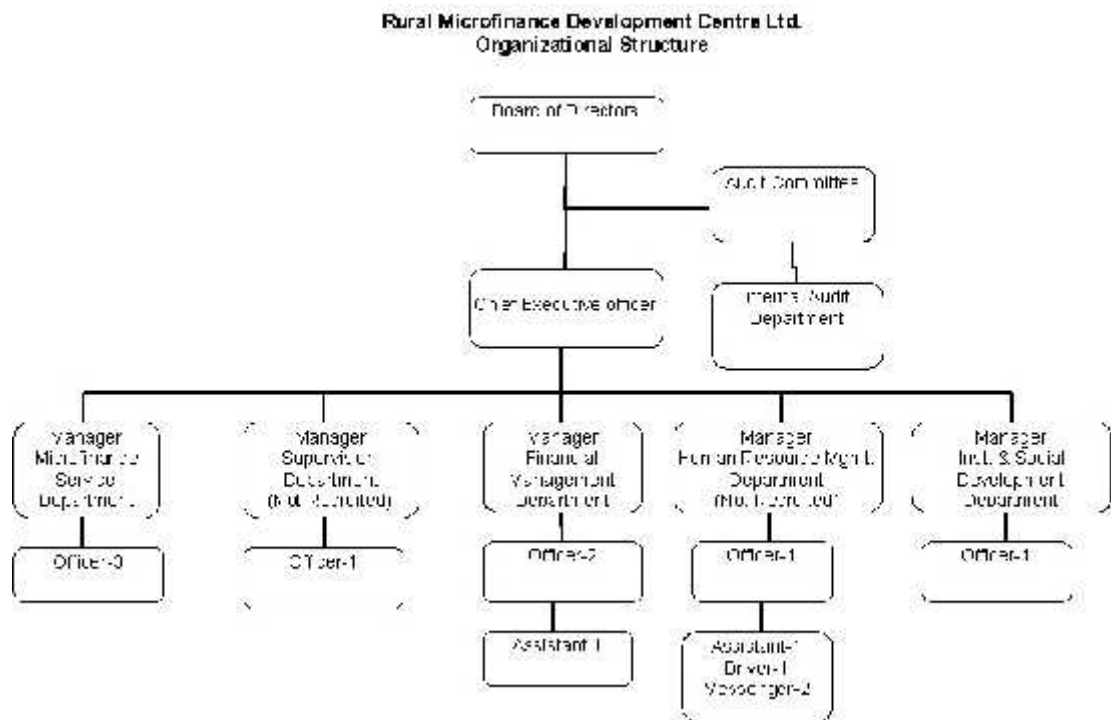 Rural Microfinance Development Centre Ltd.
Organizational Structure
Board of Directors
Audit Committee
Chief Executive officer
Internal Audit
Department
Manager
Microfinance
Service
Department
Manager
Supervision
Department
(Not Recruited)
Manager
Financial
Management
Department
Manager
Human Resource Mgmt.
Department
(Not Recruited)
Manager
Inst. & Social
Development
Department
Officer-3
Officer-1
Officer-2
Officer-1
Officer-1
Assistant-1
Assistant-1
Driver-1
Messenger-2